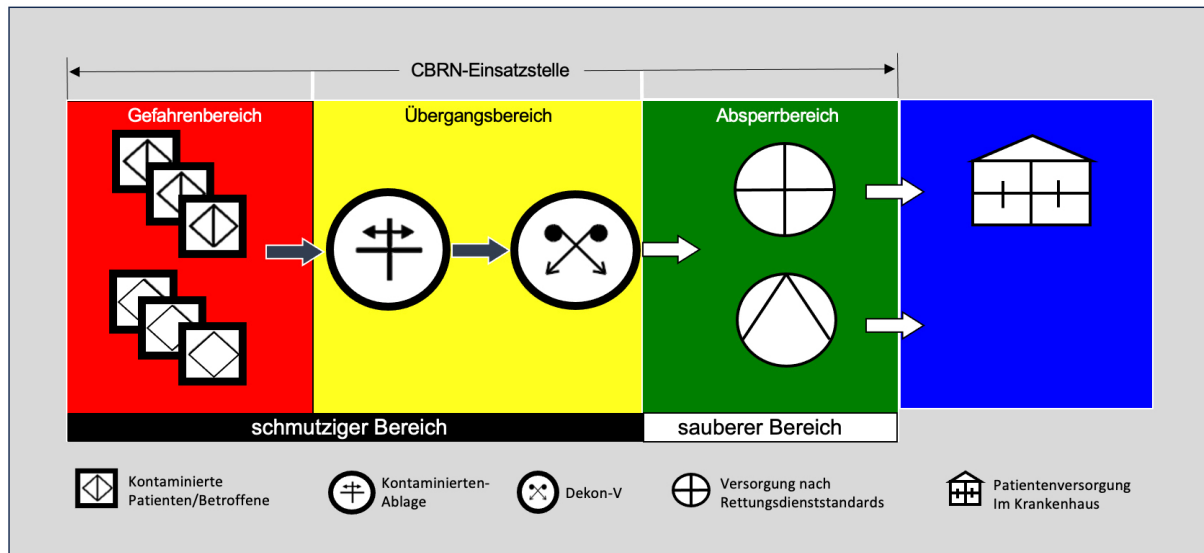 CBRN-Einsatzstelle
Gefahrenbereich
Übergangsbereich
Absperrbereich
schmutziger Bereich
sauberer Bereich
Kontaminierte
Patienten/Betroffene
Kontaminierten-
Ablage
Dekon-V
Versorgung nach
Rettungsdienststandards
Patientenversorgung
Im Krankenhaus